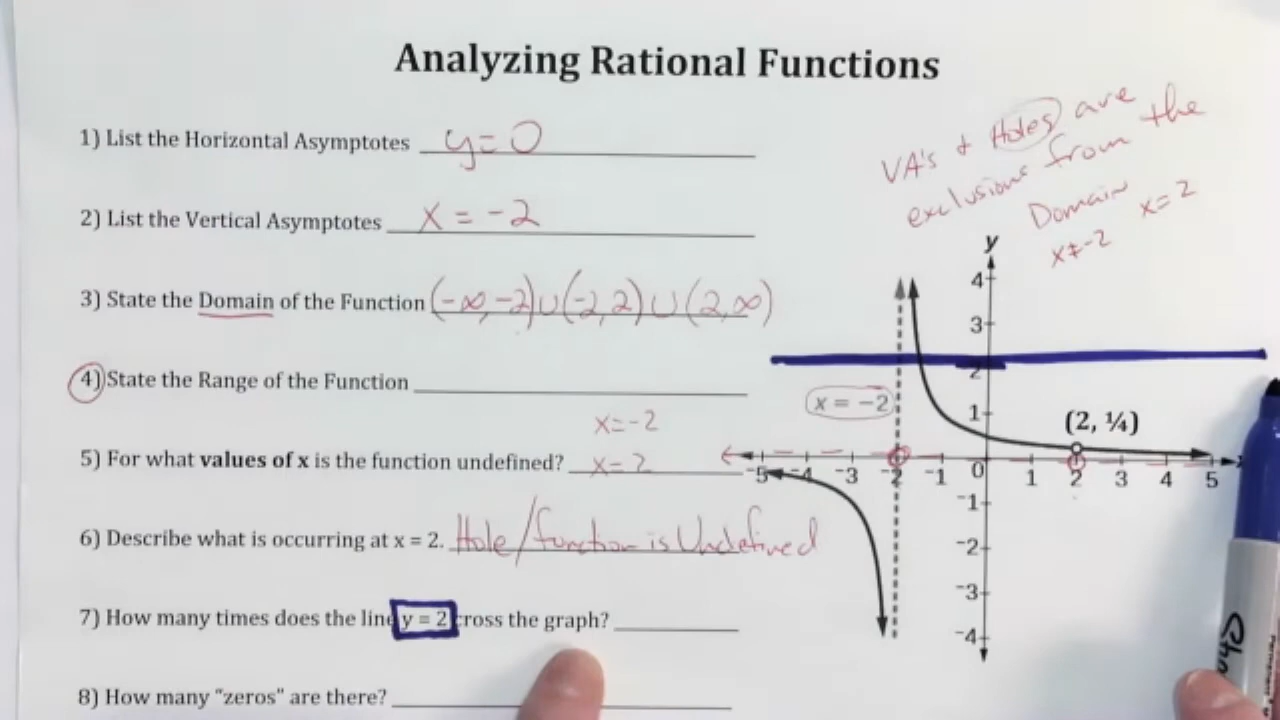 Analyzing Rational Functions
1) List the Horizontal Asymptotes y=0
2) List the Vertical Asymptotes x = -2
3) State the Domain of the Function (-∞,-2)∪(-2,2)∪(2,∞)
4) State the Range of the Function
x=-2
5) For what values of x is the function undefined? x=2
6) Describe what is occurring at x = 2. Hole/function is Undefined
7) How many times does the line y = 2 cross the graph?
8) How many "zeros" are there?
VA's + Holes are
exclusions from the
Domain
x≠-2 x=2
y
4
3
2
1
x = −2
(2, ¼)
-5 -4 -3 -2 -1 0 1 2 3 4 5 x
-1
-2
-3
-4